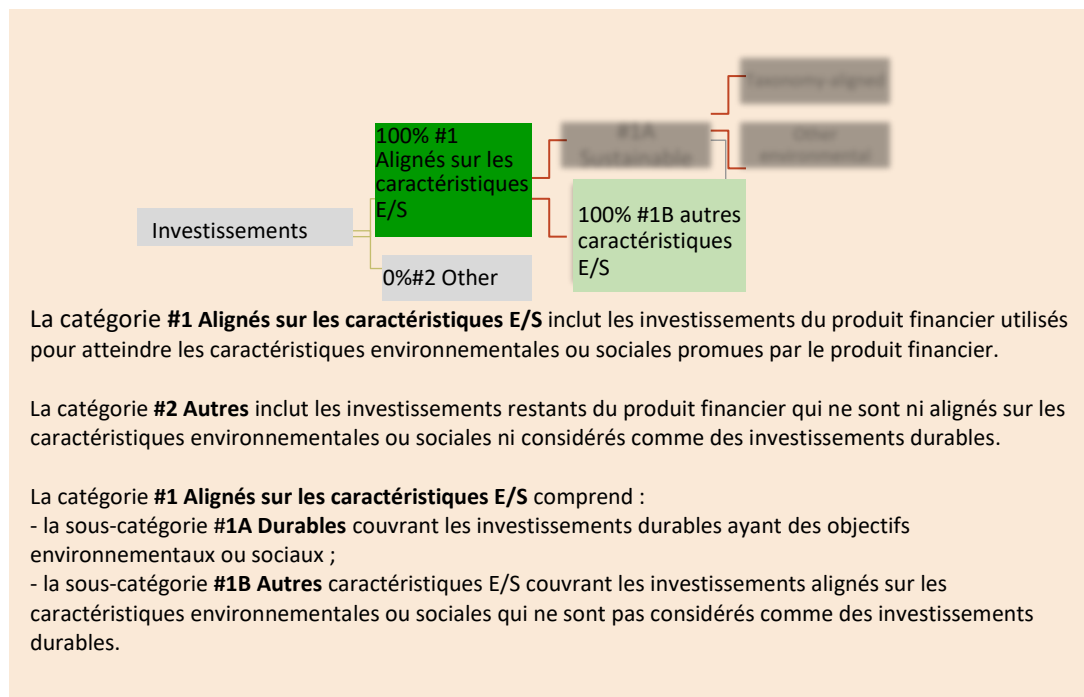 Taxonomy aligned
#1A
Sustainable
Other
environmental
100% #1
Alignés sur les
caractéristiques
E/S
100% #1B autres
caractéristiques
E/S
Investissements
0%#2 Other
La catégorie #1 Alignés sur les caractéristiques E/S inclut les investissements du produit financier utilisés
pour atteindre les caractéristiques environnementales ou sociales promues par le produit financier.
La catégorie #2 Autres inclut les investissements restants du produit financier qui ne sont ni alignés sur les
caractéristiques environnementales ou sociales ni considérés comme des investissements durables.
La catégorie #1 Alignés sur les caractéristiques E/S comprend :
- la sous-catégorie #1A Durables couvrant les investissements durables ayant des objectifs
environnementaux ou sociaux ;
- la sous-catégorie #1B Autres caractéristiques E/S couvrant les investissements alignés sur les
caractéristiques environnementales ou sociales qui ne sont pas considérés comme des investissements
durables.